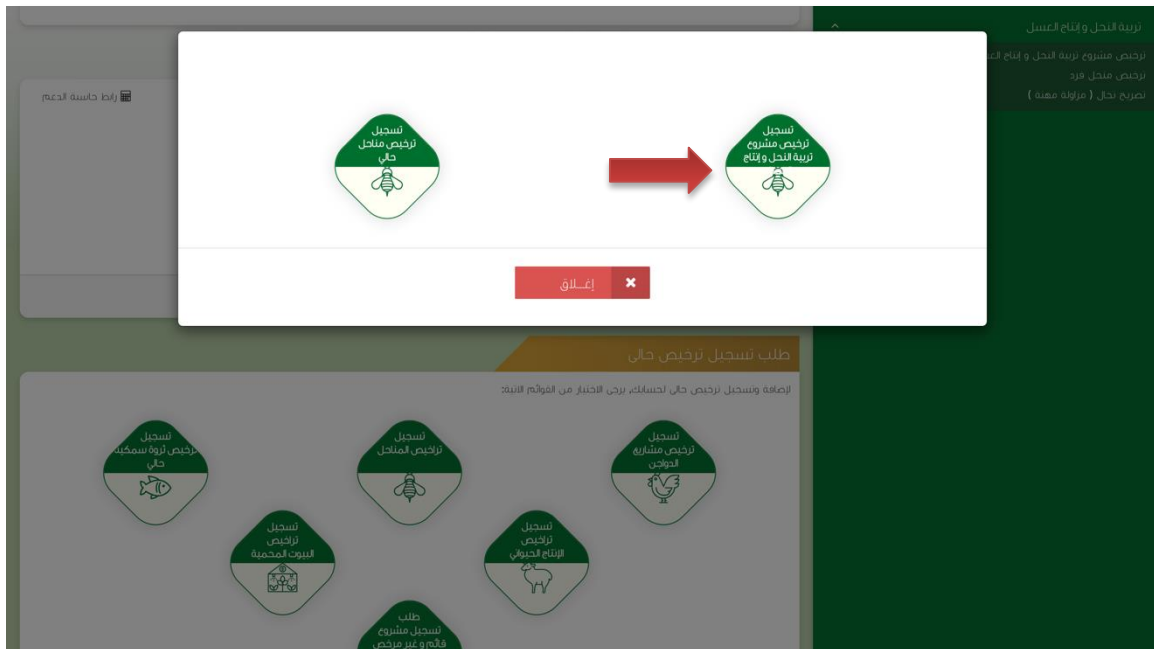 تربية النحل وإنتاج العسل
ترخيص مشروع تربية النحل و إنتاج
ترخيص منحل فرد
تصريح نحال ( مزاولة مهنة )
رابط حاسبة الدعم
تسجيل
ترخيص مشروع
تربية النحل وإنتاج
تسجيل
ترخيص مناحل
حالي
إغـــلاق
طلب تسجيل ترخيص حالي
لإضافة وتسجيل ترخيص حالي لحسابك، يرجى الاختيار من القوائم الاتية:
تسجيل
ترخيص مشاريع
الدواجن
تسجيل
تراخيص المناحل
تسجيل
ترخيص ثروة سمكية
حالي
تسجيل
تراخيص
الإنتاج الحيواني
تسجيل
تراخيص
البيوت المحمية
طلب
تسجيل مشروع
قائم و غير مرخص